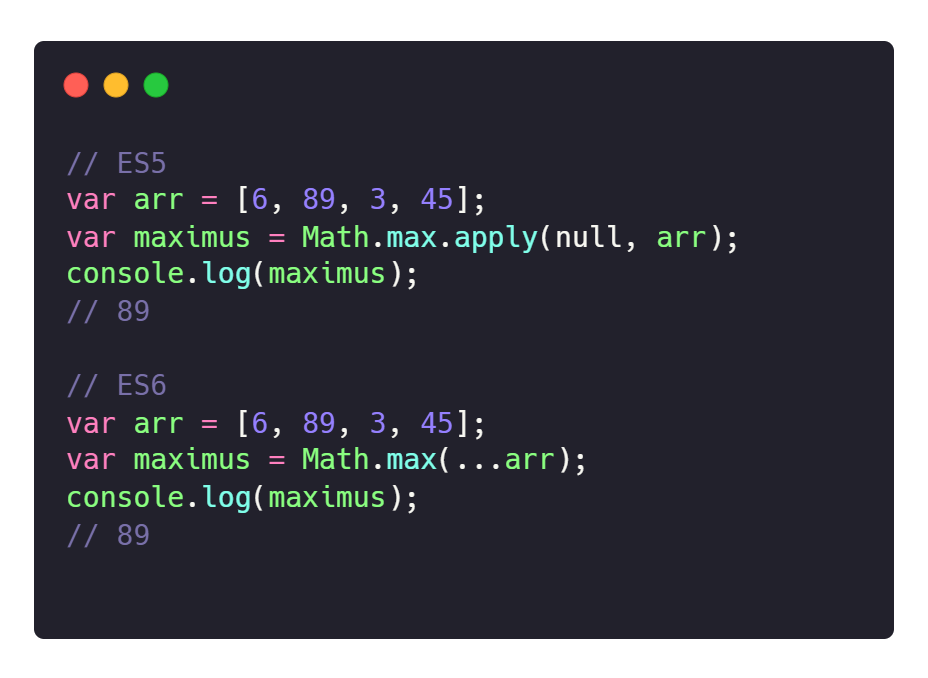 // ES5
var arr = [6, 89, 3, 45];
var maximus = Math.max.apply(null, arr);
console.log(maximus);
// 89
// ES6
var arr = [6, 89, 3, 45];
var maximus = Math.max(...arr);
console.log(maximus);
// 89